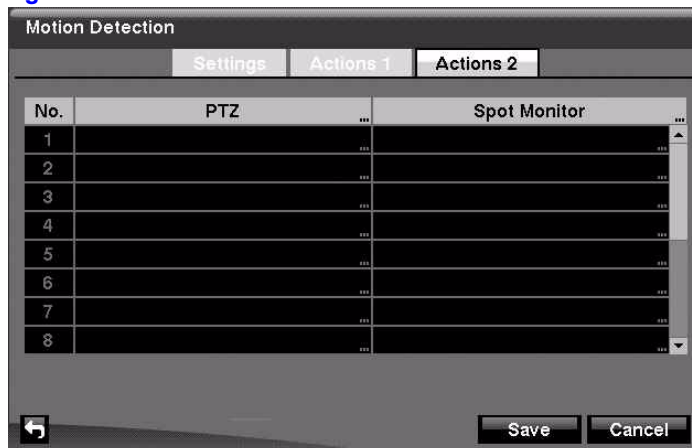 Motion Detection
Settings Actions 1 Actions 2
No. PTZ ... Spot Monitor ...
1 ... ...
2 ... ...
3 ... ...
4 ... ...
5 ... ...
6 ... ...
7 ... ...
8 ... ...
Save Cancel